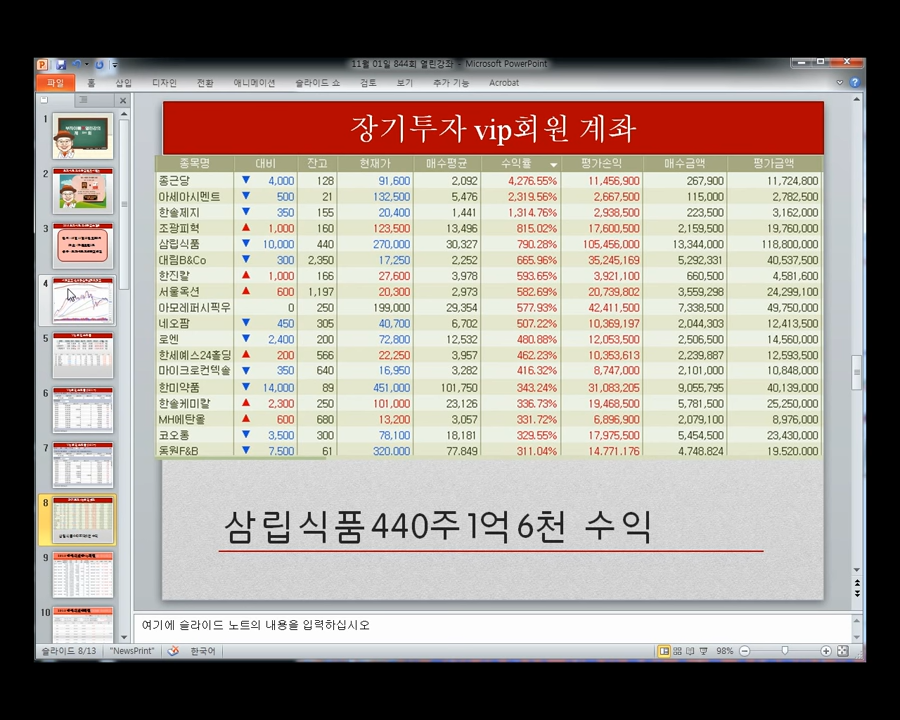 11월 01일 844회 열린강좌 - Microsoft PowerPoint
파일 홈 삽입 디자인 전환 애니메이션 슬라이드 쇼 검토 보기 추가 기능 Acrobat
장기투자 vip회원 계좌
종목명 대비 잔고 현재가 매수평균 수익률 평가손익 매수금액 평가금액
종근당 ▼ 4,000 128 91,600 2,092 4,276.55% 11,456,900 267,900 11,724,800
아세아시멘트 ▼ 500 21 132,500 5,476 2,319.56% 2,667,500 115,000 2,782,500
한솔제지 ▼ 350 155 20,400 1,441 1,314.76% 2,938,500 223,500 3,162,000
조광피혁 ▲ 1,000 160 123,500 13,496 815.02% 17,600,500 2,159,500 19,760,000
삼립식품 ▼ 10,000 440 270,000 30,327 790.28% 105,456,000 13,344,000 118,800,000
대림B&Co ▼ 300 2,350 17,250 2,252 665.96% 35,245,169 5,292,331 40,537,500
한진칼 ▲ 1,000 166 27,600 3,978 593.65% 3,921,100 660,500 4,581,600
서울옥션 ▲ 600 1,197 20,300 2,973 582.69% 20,739,802 3,559,298 24,299,100
아모레퍼시픽우 0 250 199,000 29,354 577.93% 42,411,500 7,338,500 49,750,000
네오팜 ▼ 450 305 40,700 6,702 507.22% 10,369,197 2,044,303 12,413,500
로엔 ▼ 2,400 200 72,800 12,532 480.88% 12,053,500 2,506,500 14,560,000
한세예스24홀딩 ▲ 200 566 22,250 3,957 462.23% 10,353,613 2,239,887 12,593,500
마이크로컨텍솔 ▼ 350 640 16,950 3,282 416.32% 8,747,000 2,101,000 10,848,000
한미약품 ▼ 14,000 89 451,000 101,750 343.24% 31,083,205 9,055,795 40,139,000
한솔케미칼 ▲ 2,300 250 101,000 23,126 336.73% 19,468,500 5,781,500 25,250,000
MH에탄올 ▲ 600 680 13,200 3,057 331.72% 6,896,900 2,079,100 8,976,000
코오롱 ▼ 3,500 300 78,100 18,181 329.55% 17,975,500 5,454,500 23,430,000
동원F&B ▼ 7,500 61 320,000 77,849 311.04% 14,771,176 4,748,824 19,520,000
삼립식품440주1억6천 수익
1
2
3
4
5
6
7
8
9
10
여기에 슬라이드 노트의 내용을 입력하십시오
슬라이드 8/13 "NewsPrint" 한국어 98%